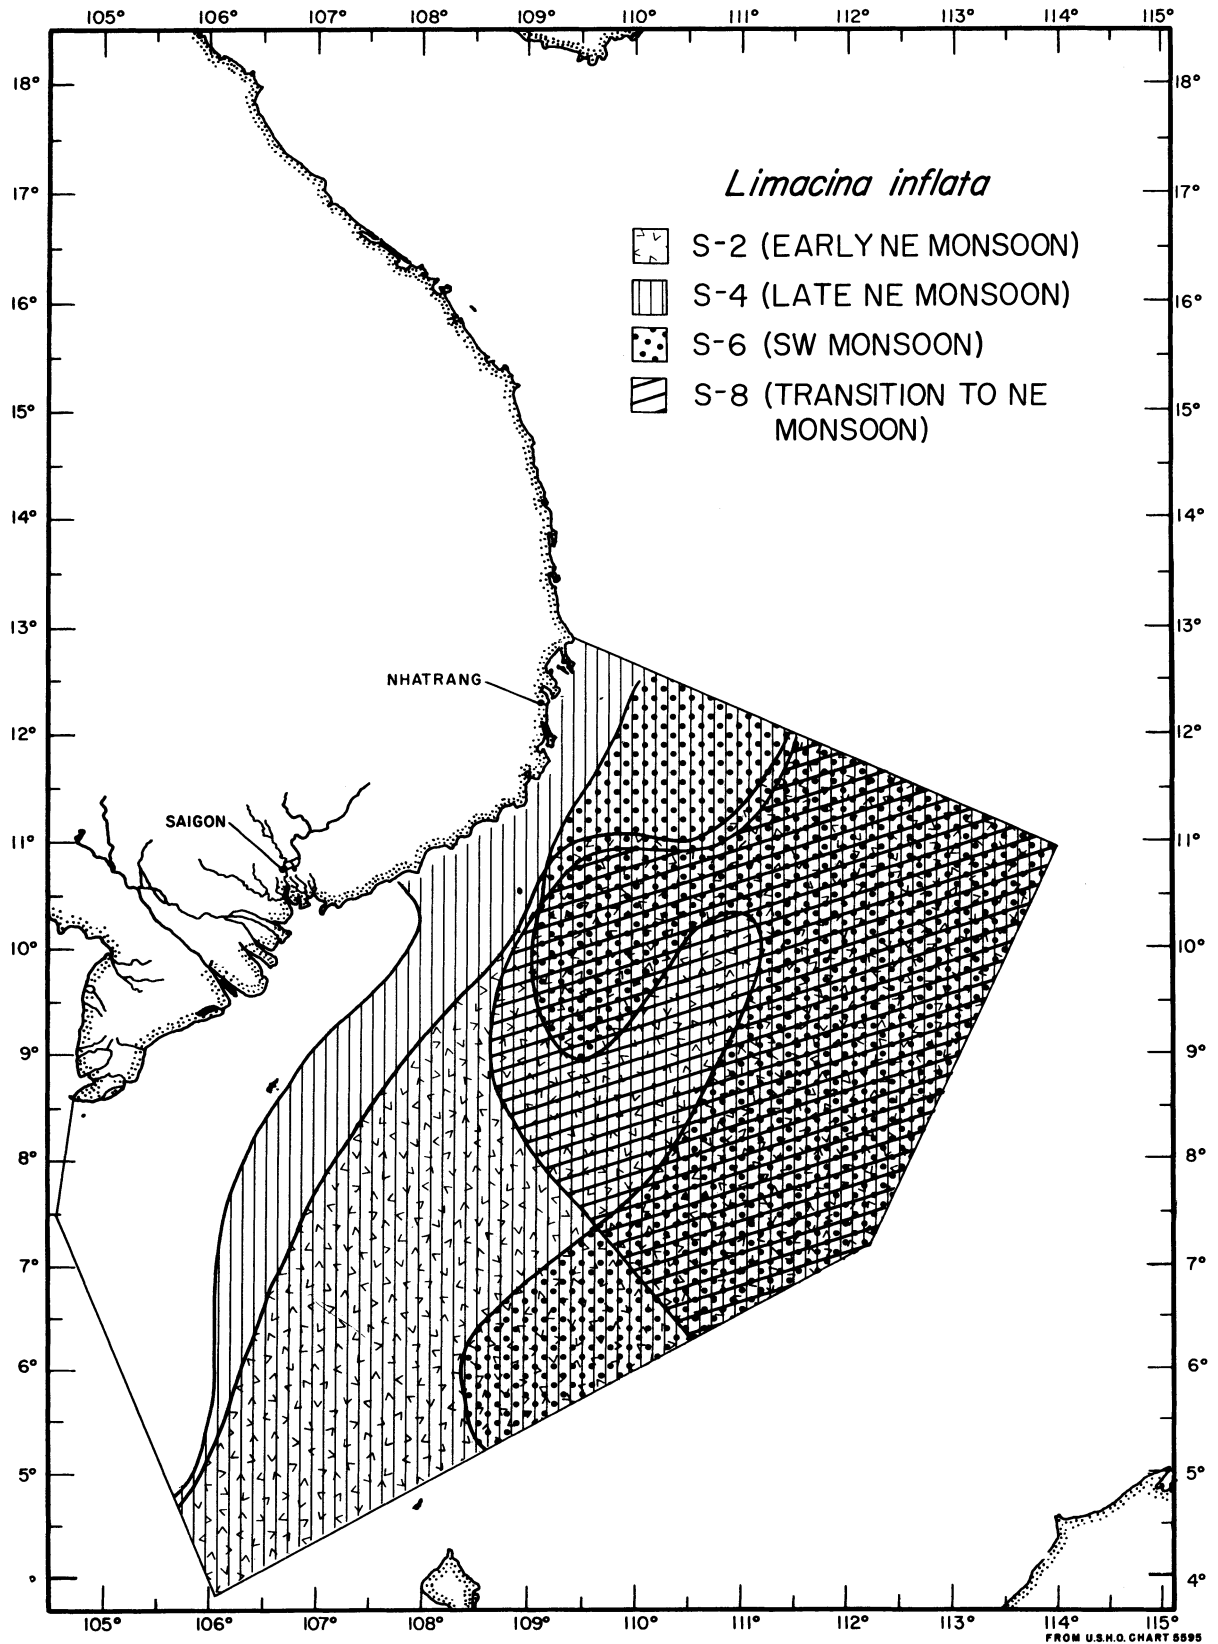 105° 106° 107° 108° 109° 110° 111° 112° 113° 114° 115°
18° 18°
Limacina inflata
17° 17°
S-2 (EARLY NE MONSOON)
S-4 (LATE NE MONSOON)
16° 16°
S-6 (SW MONSOON)
S-8 (TRANSITION TO NE
MONSOON)
15° 15°
14° 14°
13° 13°
NHATRANG
12° 12°
SAIGON
11° 11°
10° 10°
9° 9°
8° 8°
7° 7°
6° 6°
5° 5°
° 4°
105° 106° 107° 108° 109° 110° 111° 112° 113° 114° 115°
FROM U.S.H.O. CHART 5595